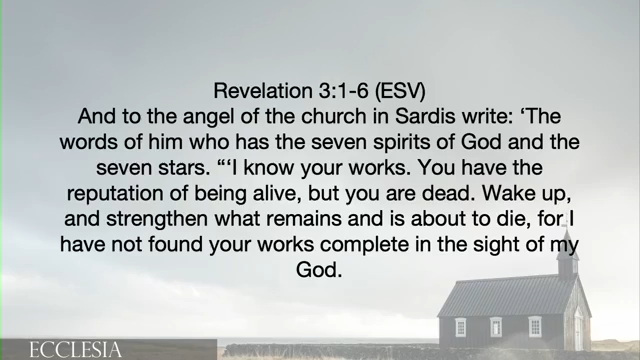 Revelation 3:1-6 (ESV)
And to the angel of the church in Sardis write: ‘The
words of him who has the seven spirits of God and the
seven stars. “‘I know your works. You have the
reputation of being alive, but you are dead. Wake up,
and strengthen what remains and is about to die, for I
have not found your works complete in the sight of my
God.
ECCLESIA